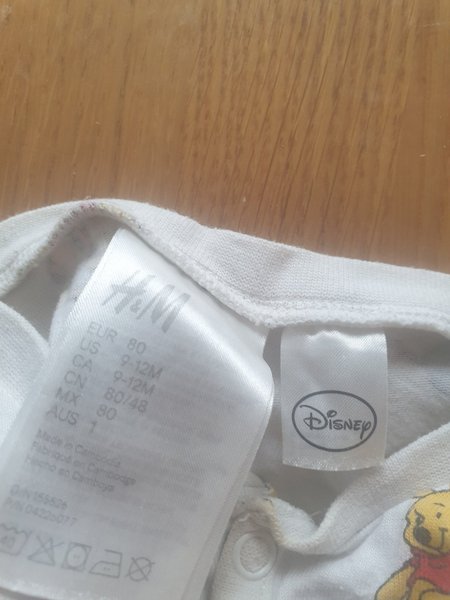 H&M
EUR 80
US 9-12M
CA 9-12M
CN 80/48
MX 80
AUS 1
Made in Cambodia
Fabriqué en Cambodge
Hecho en Camboya
Disney